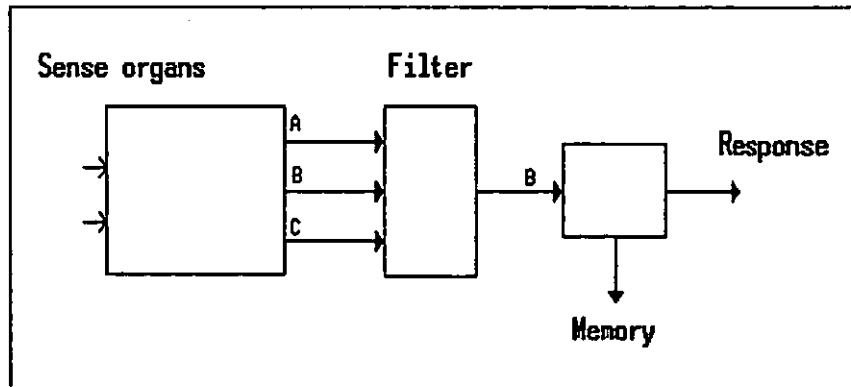 Sense organs
Filter
A
B
C
B
Response
Memory